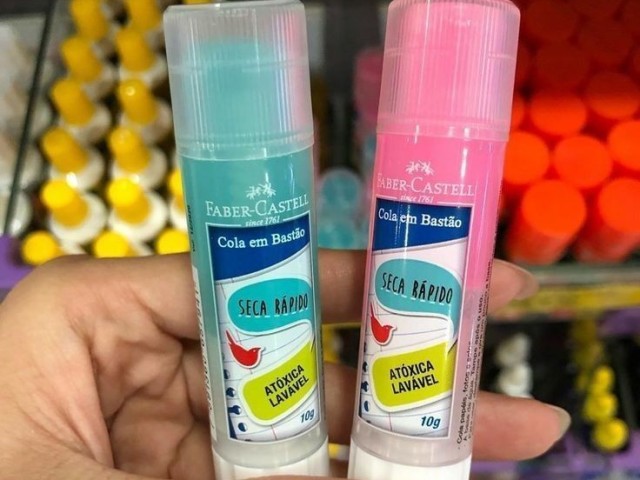 FABER-CASTELL
since 1761
Cola em Bastão
SECA RÁPIDO
ATÓXICA
LAVÁVEL
10g
FABER-CASTELL
since 1761
Cola em Bastão
SECA RÁPIDO
ATÓXICA
LAVÁVEL
10g